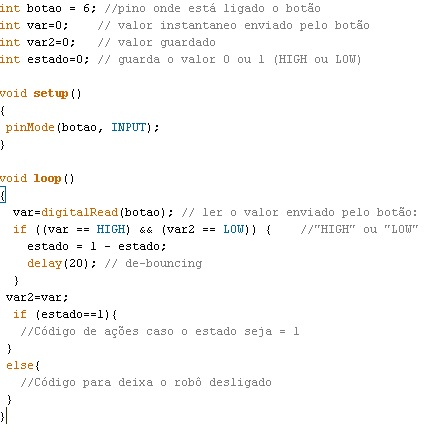 int botao = 6; //pino onde está ligado o botão
int var=0;    // valor instantaneo enviado pelo botão
int var2=0;   // valor guardado
int estado=0; // guarda o valor 0 ou 1 (HIGH ou LOW)
void setup()
{
pinMode(botao, INPUT);
}
void loop()
{
var=digitalRead(botao); // ler o valor enviado pelo botão:
if ((var == HIGH) && (var2 == LOW)) {    //"HIGH" ou "LOW"
estado = 1 - estado;
delay(20); // de-bouncing
}
var2=var;
if (estado==1){
//Código de ações caso o estado seja = 1
}
else{
//Código para deixa o robô desligado
}
}